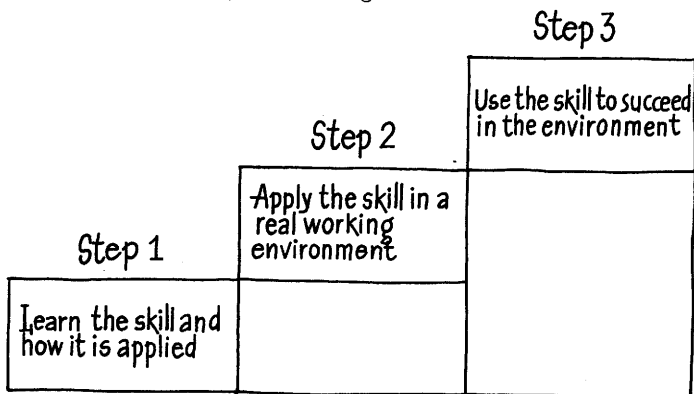 Step 1
Learn the skill and
how it is applied
Step 2
Apply the skill in a
real working
environment
Step 3
Use the skill to succeed
in the environment